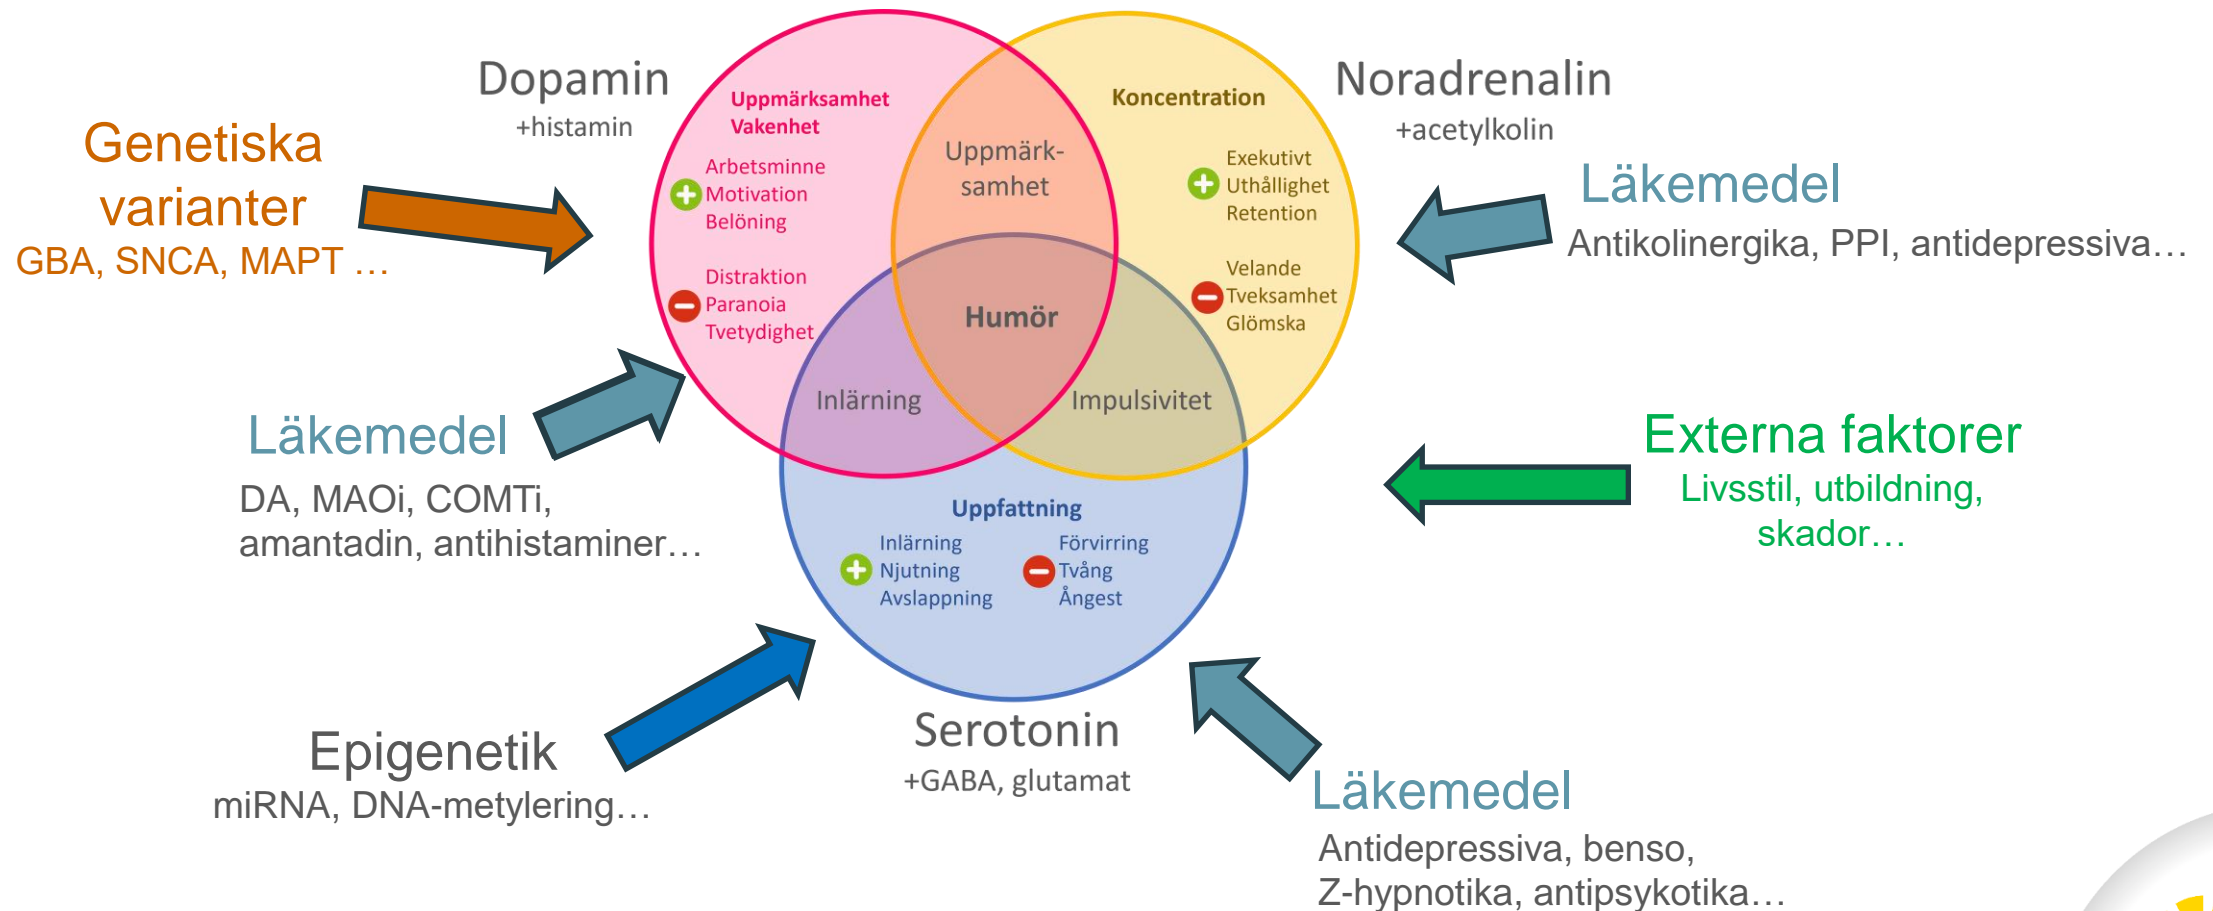 Dopamin
+histamin
Noradrenalin
+acetylkolin
Genetiska
varianter
GBA, SNCA, MAPT …
Uppmärksamhet
Vakenhet
Arbetsminne
Motivation
Belöning
Distraktion
Paranoia
Tvetydighet
Uppmärk-
samhet
Koncentration
Exekutivt
Uthållighet
Retention
Velande
Tveksamhet
Glömska
Läkemedel
Antikolinergika, PPI, antidepressiva…
Humör
Inlärning
Impulsivitet
Läkemedel
DA, MAOi, COMTi,
amantadin, antihistaminer…
Externa faktorer
Livsstil, utbildning,
skador…
Uppfattning
Inlärning
Njutning
Avslappning
Förvirring
Tvång
Ångest
Epigenetik
miRNA, DNA-metylering…
Serotonin
+GABA, glutamat
Läkemedel
Antidepressiva, benso,
Z-hypnotika, antipsykotika…